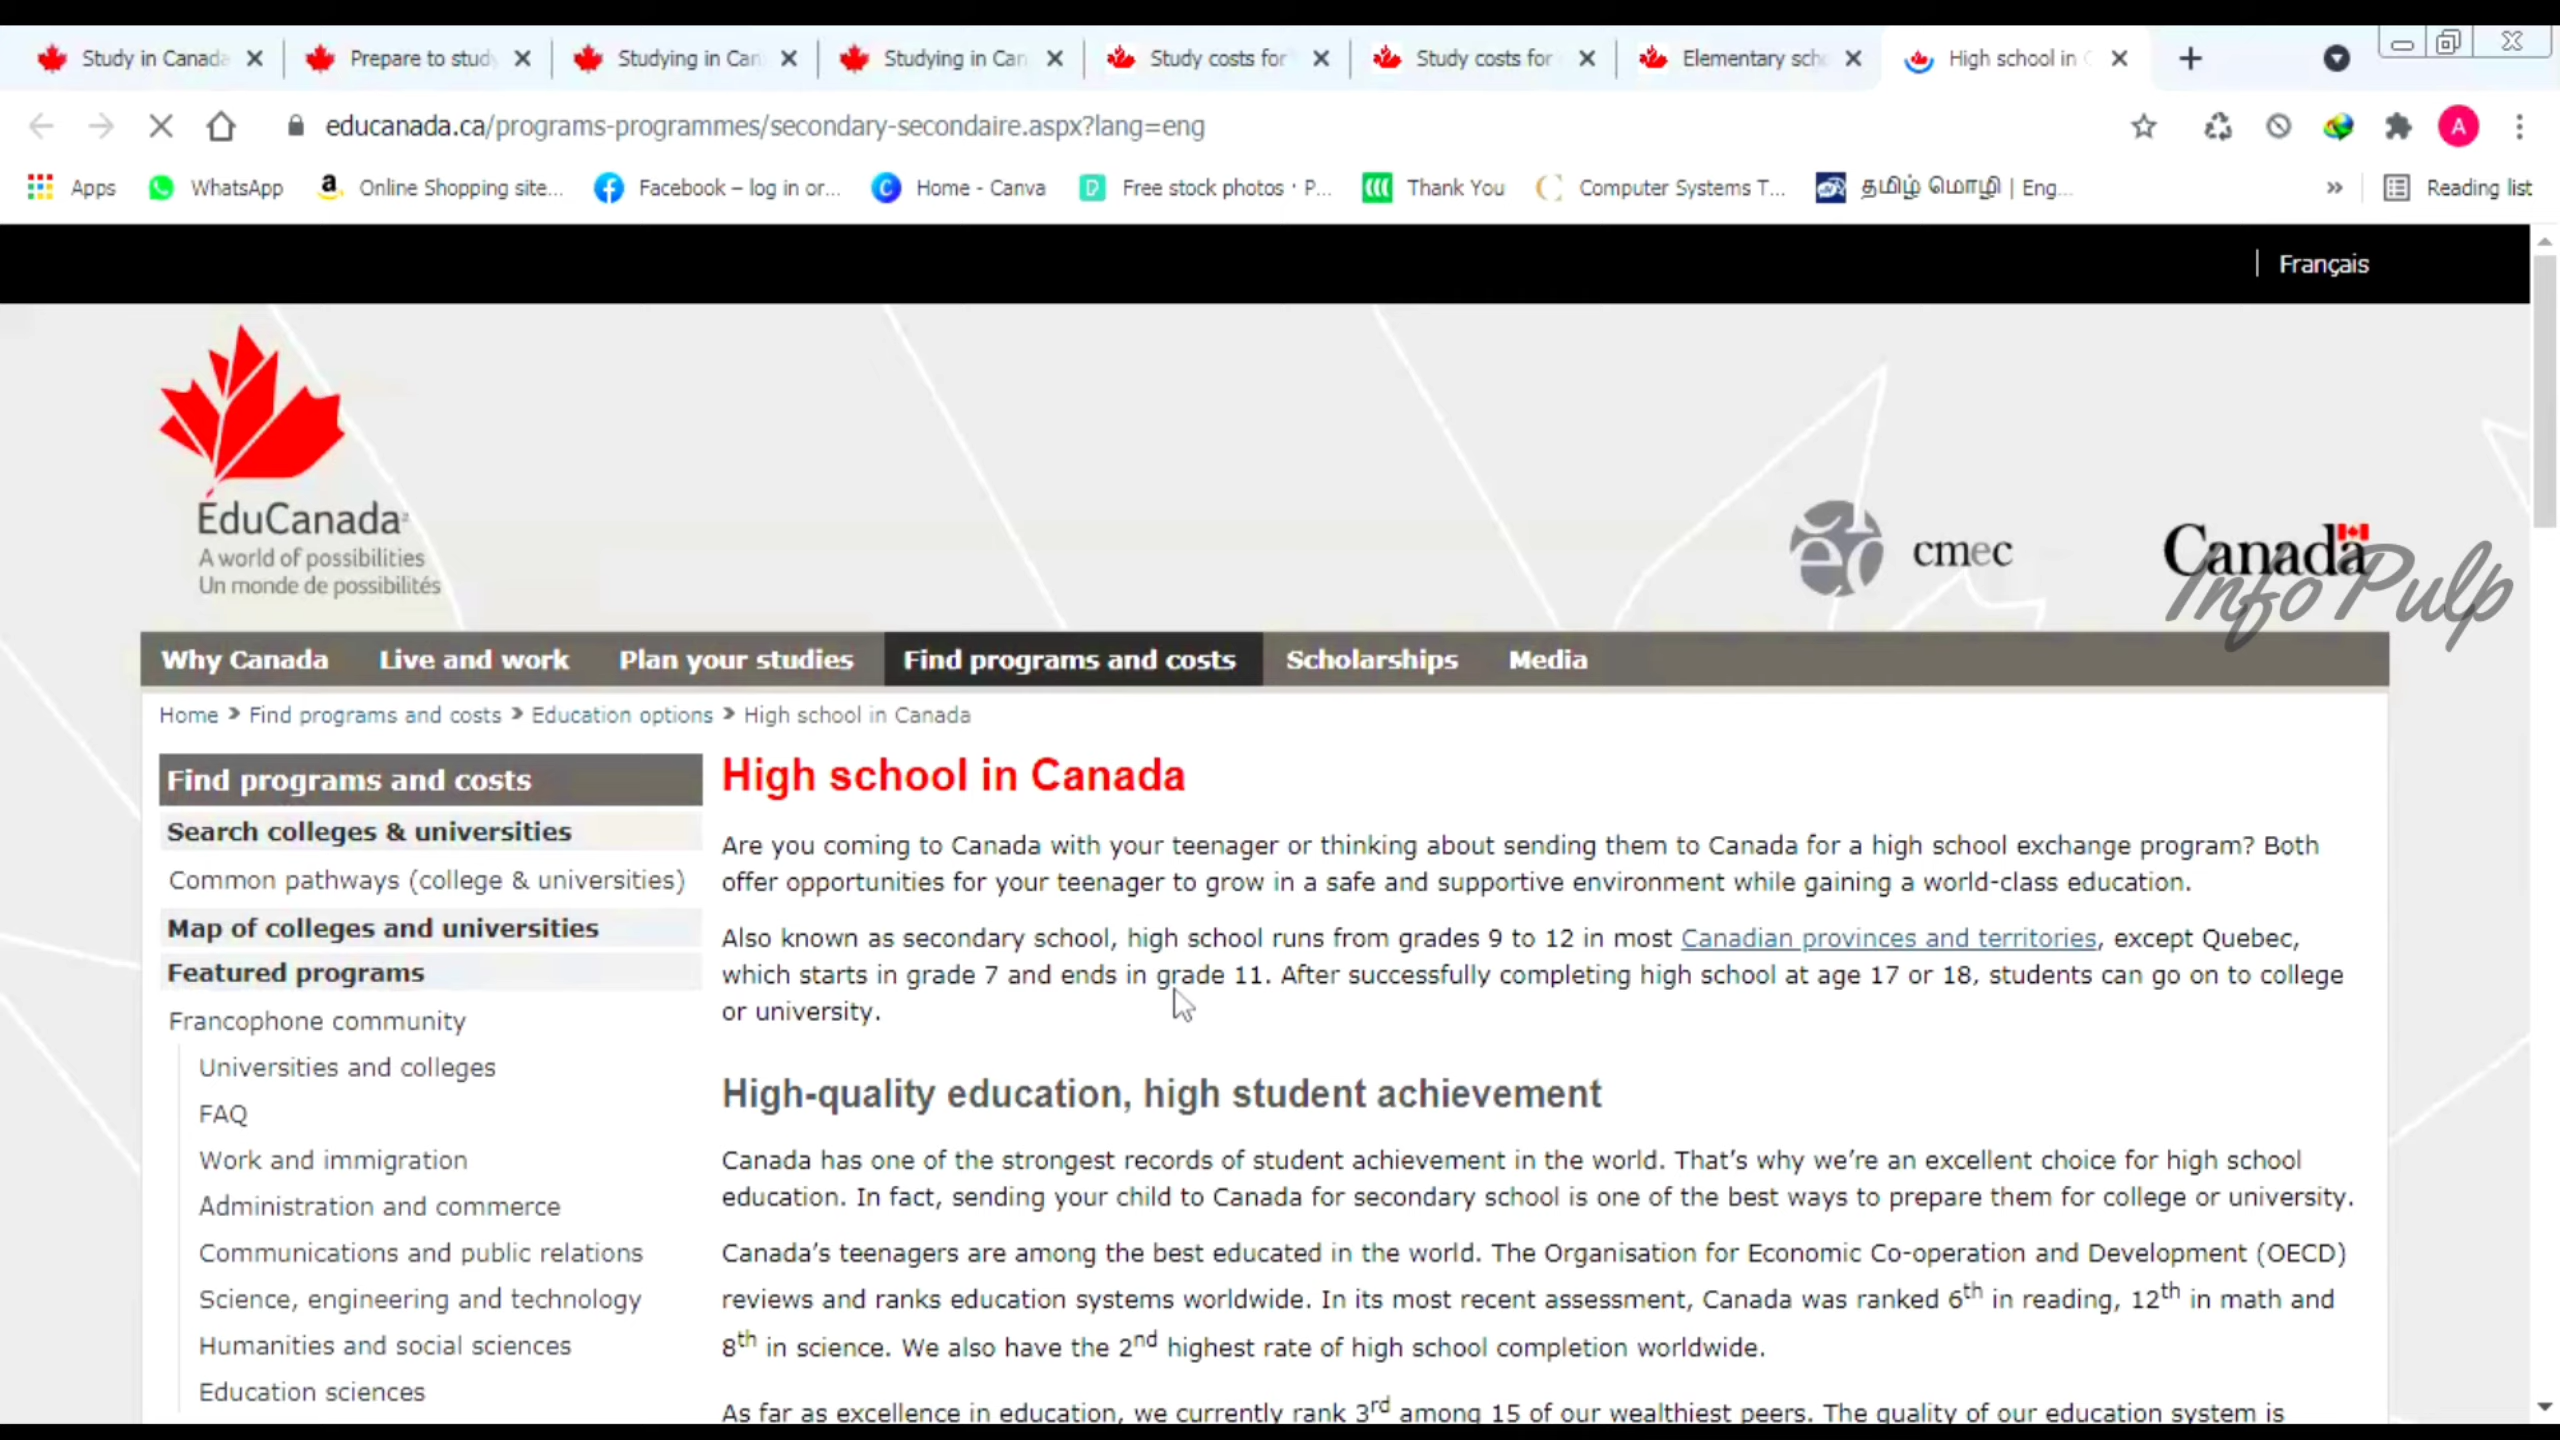 Study in Canada
Prepare to stud
Studying in Can
Studying in Can
Study costs for
Study costs for
Elementary sch
High school in C
educanada.ca/programs-programmes/secondary-secondaire.aspx?lang=eng
A
Apps
WhatsApp
Online Shopping site...
Facebook – log in or...
Home - Canva
Free stock photos · P...
Thank You
Computer Systems T...
தமிழ் மொழி | Eng...
»
Reading list
Français
EduCanada
A world of possibilities
Un monde de possibilités
cmec
Canada
Info Pulp
Why Canada
Live and work
Plan your studies
Find programs and costs
Scholarships
Media
Home > Find programs and costs > Education options > High school in Canada
Find programs and costs
Search colleges & universities
Common pathways (college & universities)
Map of colleges and universities
Featured programs
Francophone community
Universities and colleges
FAQ
Work and immigration
Administration and commerce
Communications and public relations
Science, engineering and technology
Humanities and social sciences
Education sciences
High school in Canada
Are you coming to Canada with your teenager or thinking about sending them to Canada for a high school exchange program? Both
offer opportunities for your teenager to grow in a safe and supportive environment while gaining a world-class education.
Also known as secondary school, high school runs from grades 9 to 12 in most Canadian provinces and territories, except Quebec,
which starts in grade 7 and ends in grade 11. After successfully completing high school at age 17 or 18, students can go on to college
or university.
High-quality education, high student achievement
Canada has one of the strongest records of student achievement in the world. That’s why we’re an excellent choice for high school
education. In fact, sending your child to Canada for secondary school is one of the best ways to prepare them for college or university.
Canada’s teenagers are among the best educated in the world. The Organisation for Economic Co-operation and Development (OECD)
reviews and ranks education systems worldwide. In its most recent assessment, Canada was ranked 6th in reading, 12th in math and
8th in science. We also have the 2nd highest rate of high school completion worldwide.
As far as excellence in education, we currently rank 3rd among 15 of our wealthiest peers. The quality of our education system is